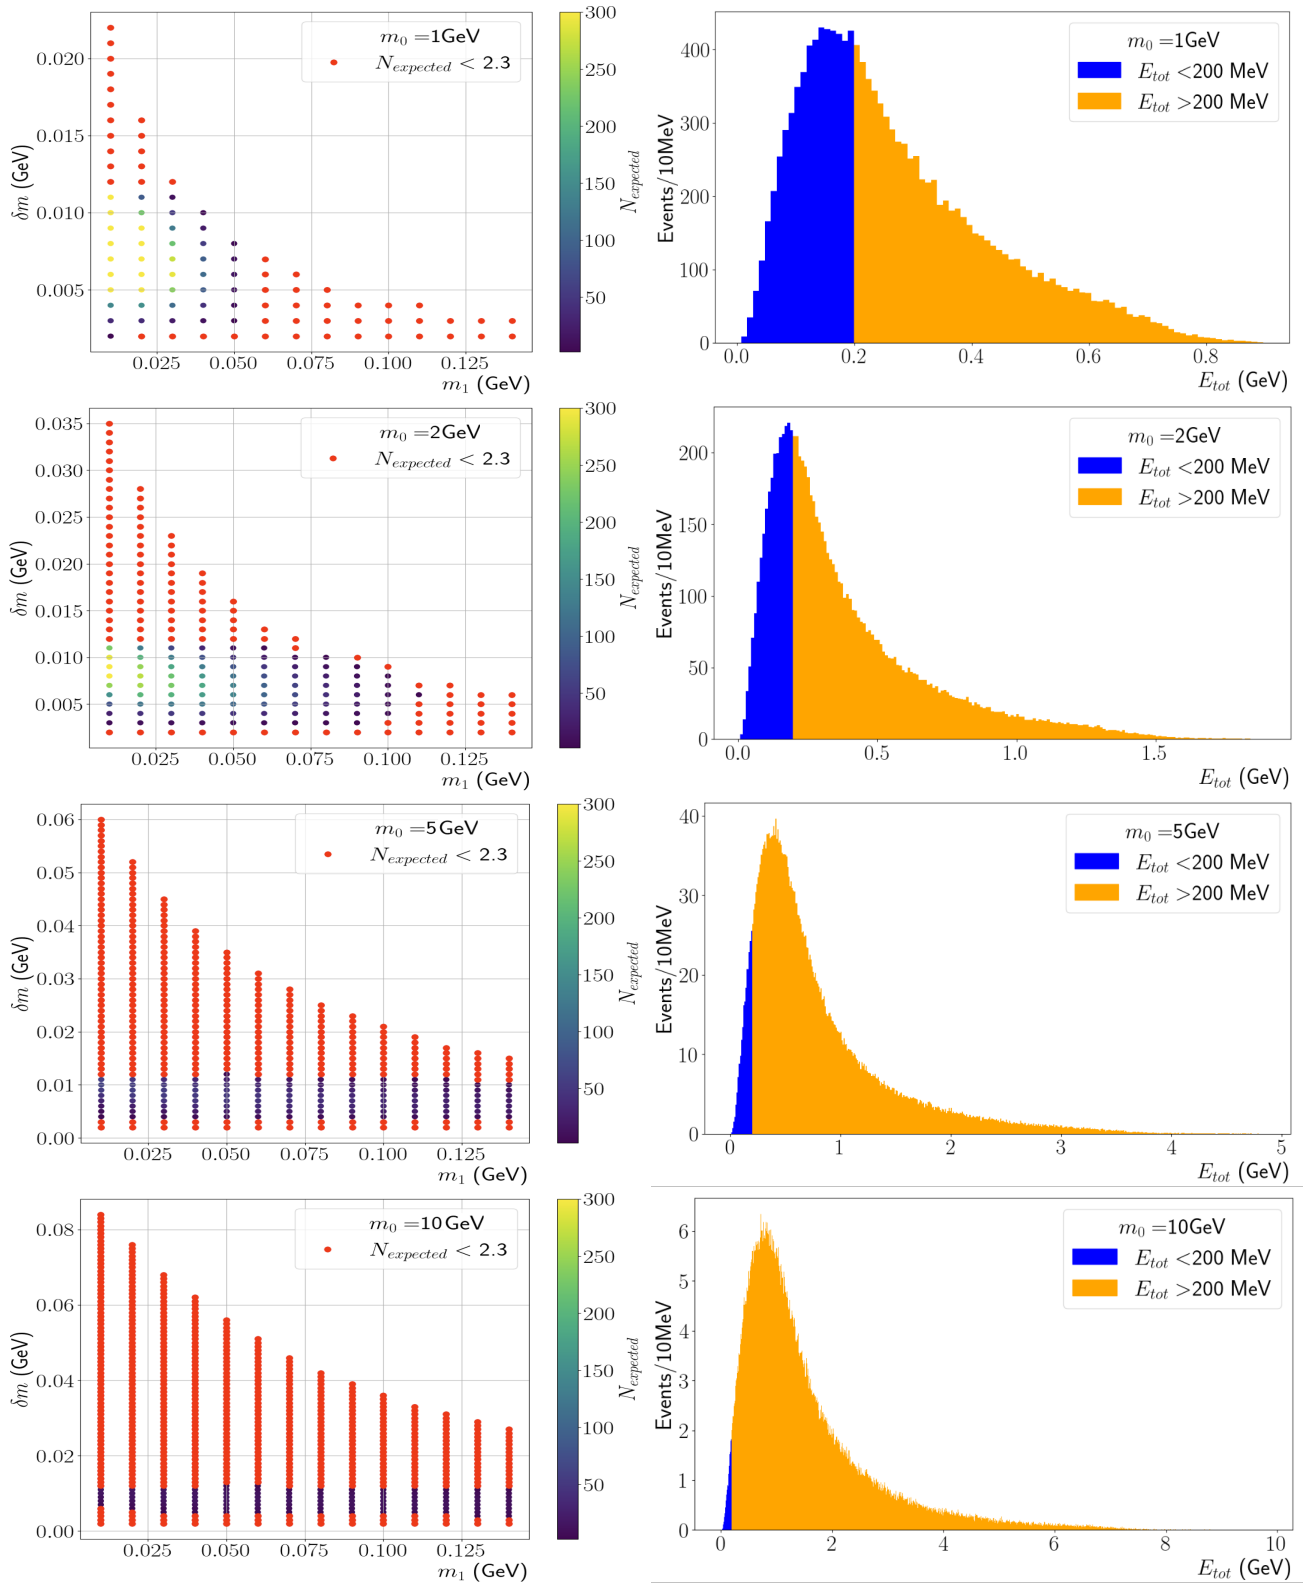 m₀ =1GeV
N_expected < 2.3
0.020
0.015
0.010
0.005
δm (GeV)
0.025 0.050 0.075 0.100 0.125
m₁ (GeV)
300
250
200
150
100
50
N_expected
m₀ =1GeV
E_tot <200 MeV
E_tot >200 MeV
400
300
200
100
0
Events/10MeV
0.0 0.2 0.4 0.6 0.8
E_tot (GeV)
m₀ =2GeV
N_expected < 2.3
0.035
0.030
0.025
0.020
0.015
0.010
0.005
δm (GeV)
0.025 0.050 0.075 0.100 0.125
m₁ (GeV)
300
250
200
150
100
50
N_expected
m₀ =2GeV
E_tot <200 MeV
E_tot >200 MeV
200
150
100
50
0
Events/10MeV
0.0 0.5 1.0 1.5
E_tot (GeV)
m₀ =5GeV
N_expected < 2.3
0.06
0.05
0.04
0.03
0.02
0.01
0.00
δm (GeV)
0.025 0.050 0.075 0.100 0.125
m₁ (GeV)
300
250
200
150
100
50
N_expected
m₀ =5GeV
E_tot <200 MeV
E_tot >200 MeV
40
30
20
10
0
Events/10MeV
0 1 2 3 4 5
E_tot (GeV)
m₀ =10GeV
N_expected < 2.3
0.08
0.06
0.04
0.02
0.00
δm (GeV)
0.025 0.050 0.075 0.100 0.125
m₁ (GeV)
300
250
200
150
100
50
N_expected
m₀ =10GeV
E_tot <200 MeV
E_tot >200 MeV
6
5
4
3
2
1
0
Events/10MeV
0 2 4 6 8 10
E_tot (GeV)